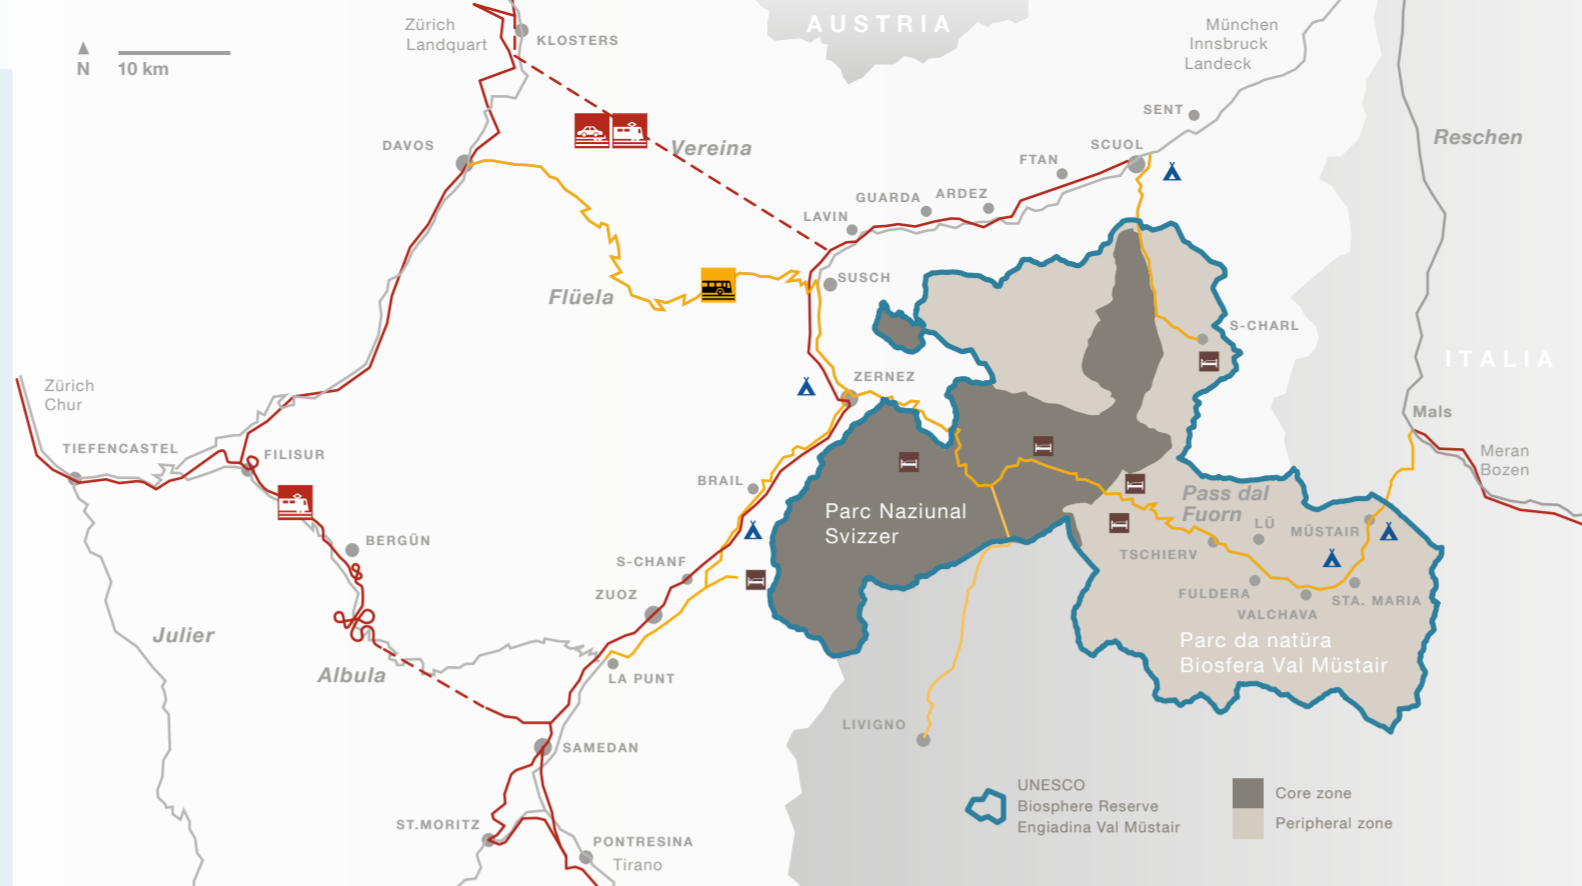 AUSTRIA
Zürich
Landquart
KLOSTERS
München
Innsbruck
Landeck
N
10 km
SENT
Reschen
DAVOS
Vereina
SCUOL
FTAN
GUARDA
ARDEZ
LAVIN
SUSCH
Flüela
S-CHARL
ITALIA
Zürich
Chur
ZERNEZ
Mals
TIEFENCASTEL
FILISUR
Meran
Bozen
BRAIL
Pass dal
Fuorn
Parc Naziunal
Svizzer
LÜ
MÜSTAIR
BERGÜN
TSCHIERV
S-CHANF
ZUOZ
FULDERA
VALCHAVA
STA. MARIA
Julier
Parc da natüra
Biosfera Val Müstair
Albula
LA PUNT
LIVIGNO
SAMEDAN
UNESCO
Biosphere Reserve
Engiadina Val Müstair
Core zone
Peripheral zone
ST.MORITZ
PONTRESINA
Tirano